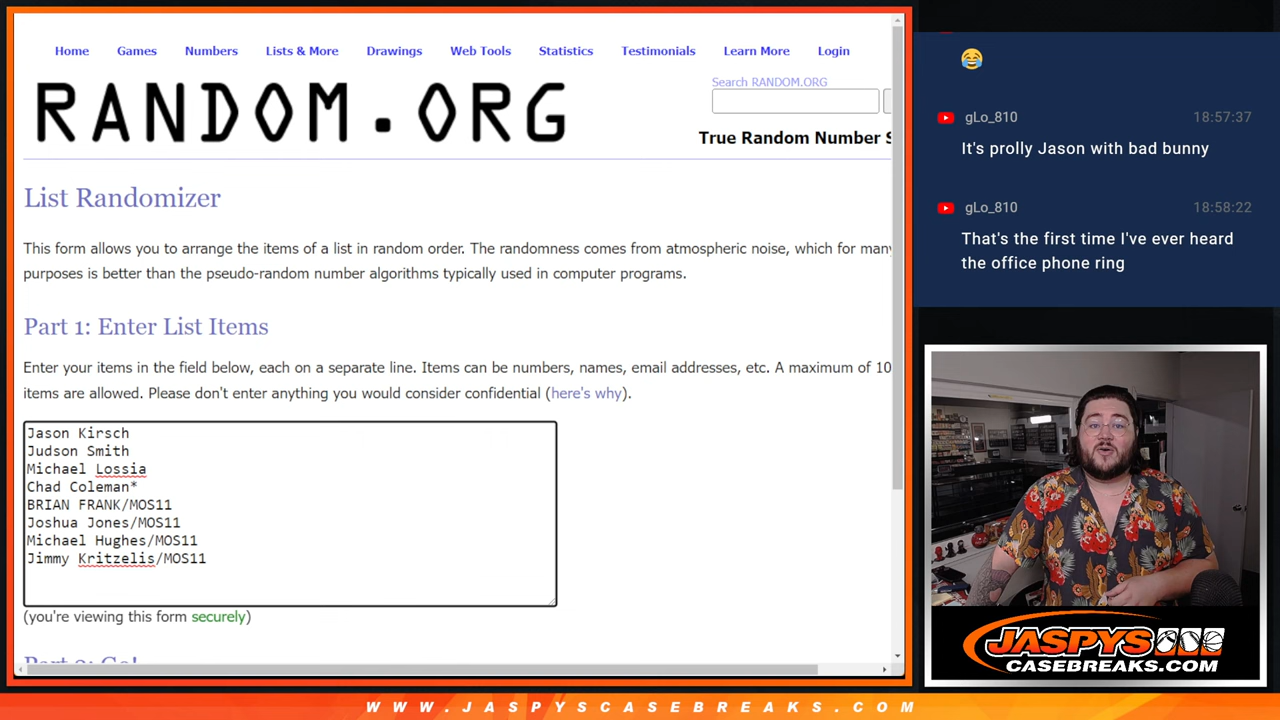 Home Games Numbers Lists & More Drawings Web Tools Statistics Testimonials Learn More Login
RANDOM.ORG
Search RANDOM.ORG
True Random Number S
List Randomizer
This form allows you to arrange the items of a list in random order. The randomness comes from atmospheric noise, which for many
purposes is better than the pseudo-random number algorithms typically used in computer programs.
Part 1: Enter List Items
Enter your items in the field below, each on a separate line. Items can be numbers, names, email addresses, etc. A maximum of 10
items are allowed. Please don't enter anything you would consider confidential (here's why).
Jason Kirsch
Judson Smith
Michael Lossia
Chad Coleman*
BRIAN FRANK/MOS11
Joshua Jones/MOS11
Michael Hughes/MOS11
Jimmy Kritzelis/MOS11
(you're viewing this form securely)
Part 2: Go!
😂
gLo_810 18:57:37
It's prolly Jason with bad bunny
gLo_810 18:58:22
That's the first time I've ever heard
the office phone ring
JASPYS
CASEBREAKS.COM
WWW.JASPYSCASEBREAKS.COM